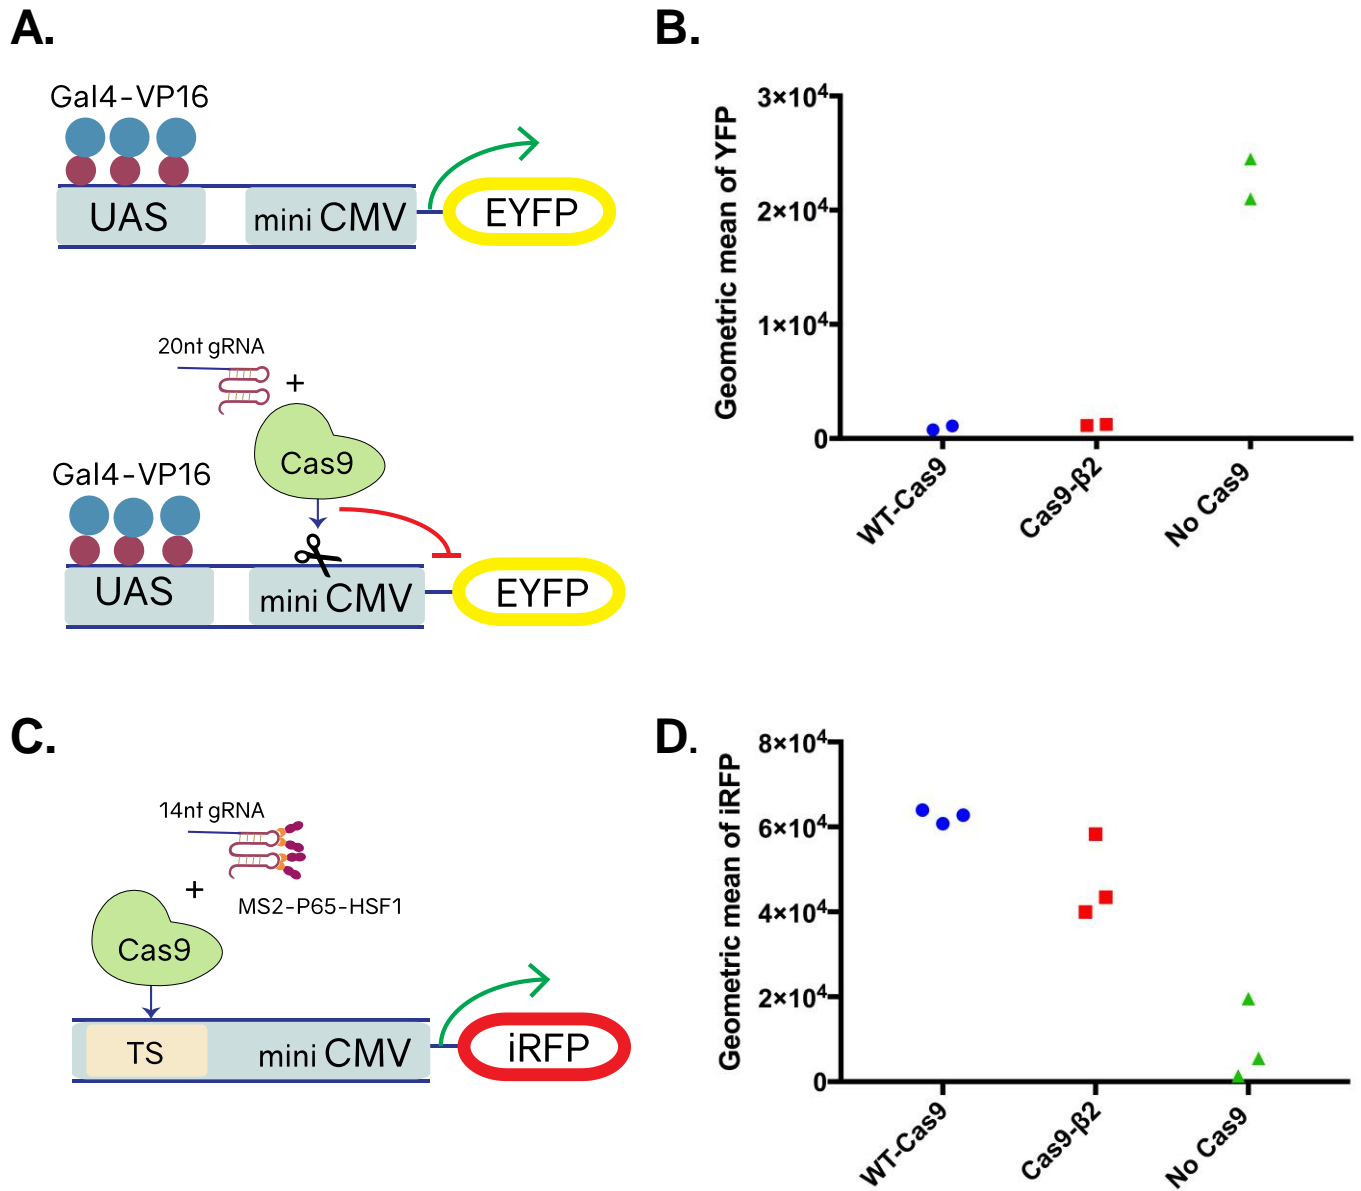 A.
Gal4-VP16
UAS
mini CMV
EYFP
20nt gRNA
+
Cas9
Gal4-VP16
UAS
mini CMV
EYFP
B.
Geometric mean of YFP
3×10⁴
2×10⁴
1×10⁴
0
WT-Cas9
Cas9-β2
No Cas9
C.
14nt gRNA
+
MS2-P65-HSF1
Cas9
TS
mini CMV
iRFP
D.
Geometric mean of iRFP
8×10⁴
6×10⁴
4×10⁴
2×10⁴
0
WT-Cas9
Cas9-β2
No Cas9